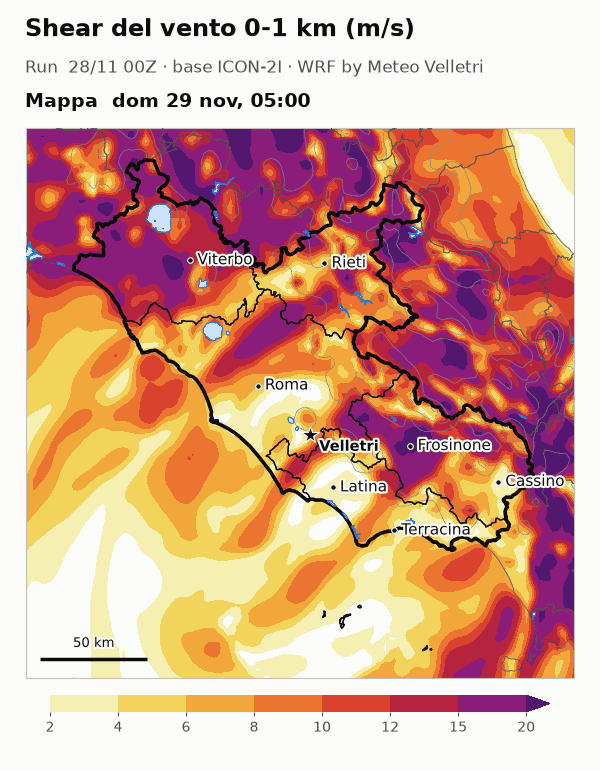 Shear del vento 0-1 km (m/s)
Run  28/11 00Z · base ICON-2I · WRF by Meteo Velletri
Mappa  dom 29 nov, 05:00
Viterbo
Rieti
Roma
Velletri
Frosinone
Latina
Cassino
Terracina
50 km
2 4 6 8 10 12 15 20